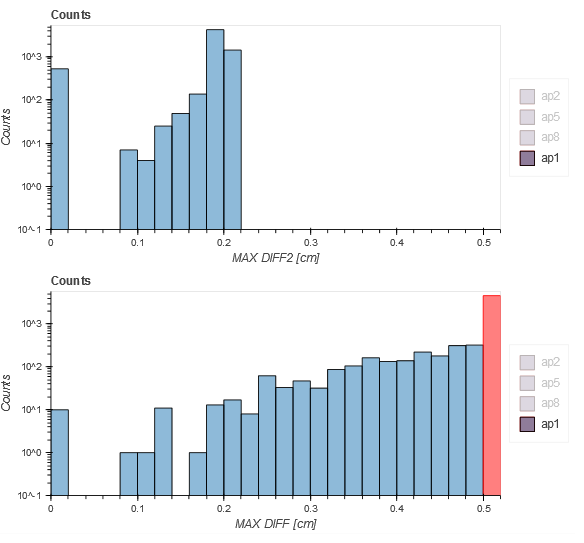 Counts
10^3
10^2
10^1
10^0
10^-1
Counts
0
0.1
0.2
0.3
0.4
0.5
MAX DIFF2 [cm]
ap2
ap5
ap8
ap1
Counts
10^3
10^2
10^1
10^0
10^-1
Counts
0
0.1
0.2
0.3
0.4
0.5
MAX DIFF [cm]
ap2
ap5
ap8
ap1